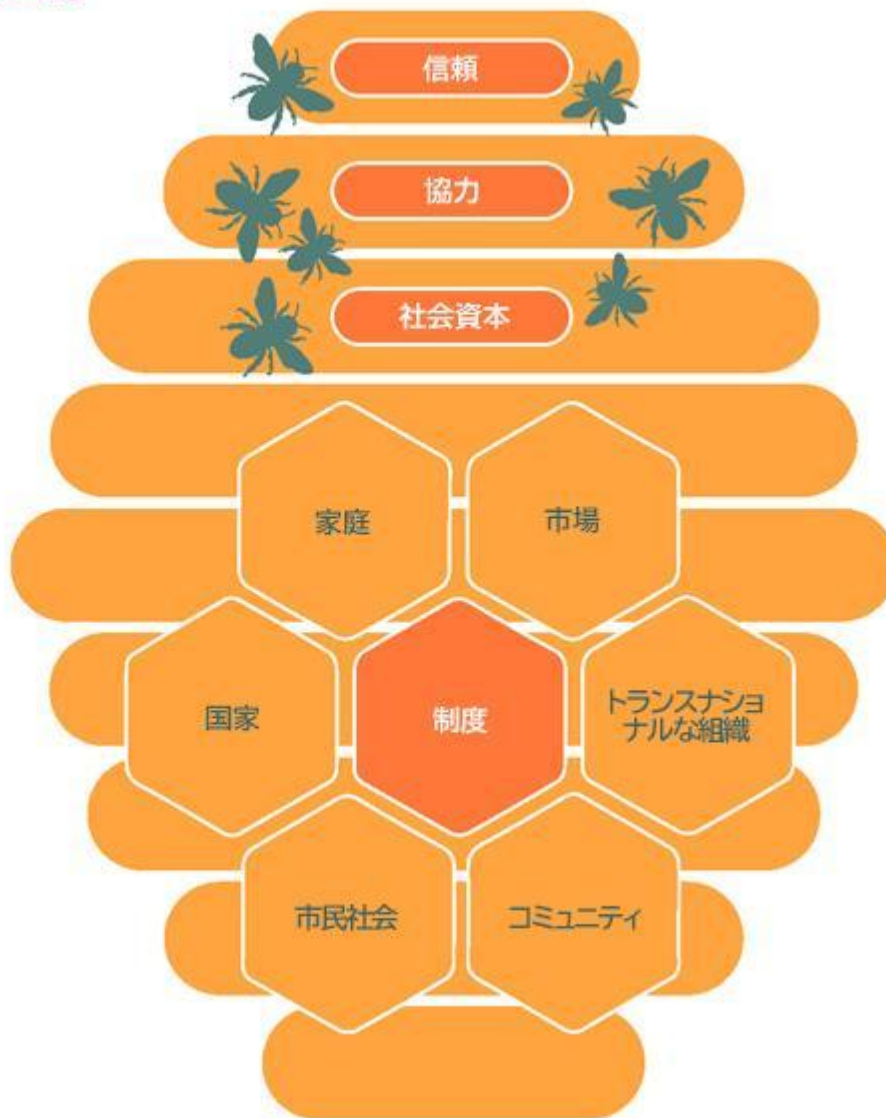 信頼
協力
社会資本
家庭
市場
国家
制度
トランスナショ
ナルな組織
市民社会
コミュニティ